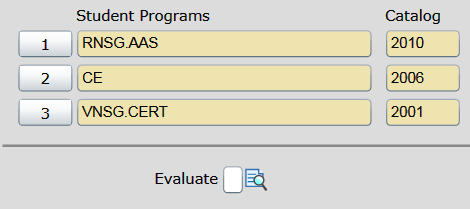 Student Programs Catalog
1 RNSG.AAS 2010
2 CE 2006
3 VNSG.CERT 2001
Evaluate